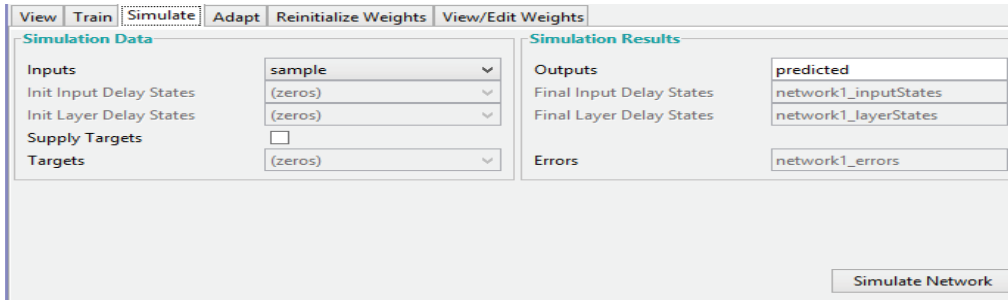 View Train Simulate Adapt Reinitialize Weights View/Edit Weights
Simulation Data
Inputs sample
Init Input Delay States (zeros)
Init Layer Delay States (zeros)
Supply Targets
Targets (zeros)
Simulation Results
Outputs predicted
Final Input Delay States network1_inputStates
Final Layer Delay States network1_layerStates
Errors network1_errors
Simulate Network